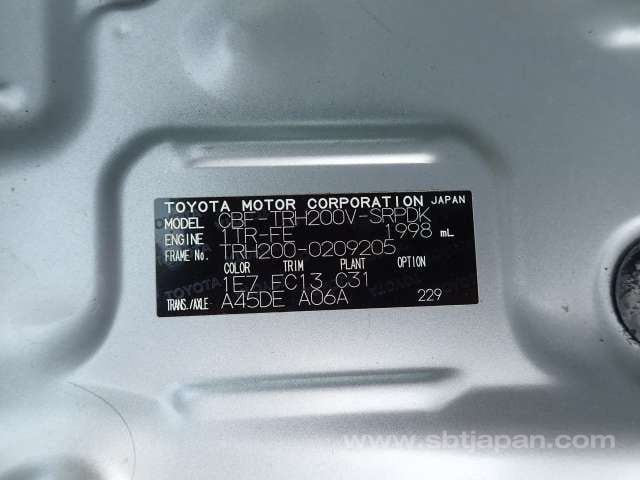 TOYOTA MOTOR CORPORATION JAPAN
MODEL CBF-TRH200V-SRPDK
ENGINE 1TR-FE 1998 mL
FRAME No. TRH200-0209205
COLOR TRIM PLANT OPTION
1E7 FC13 C31
TRANS./AXLE A45DE A06A 229
www.sbtjapan.com